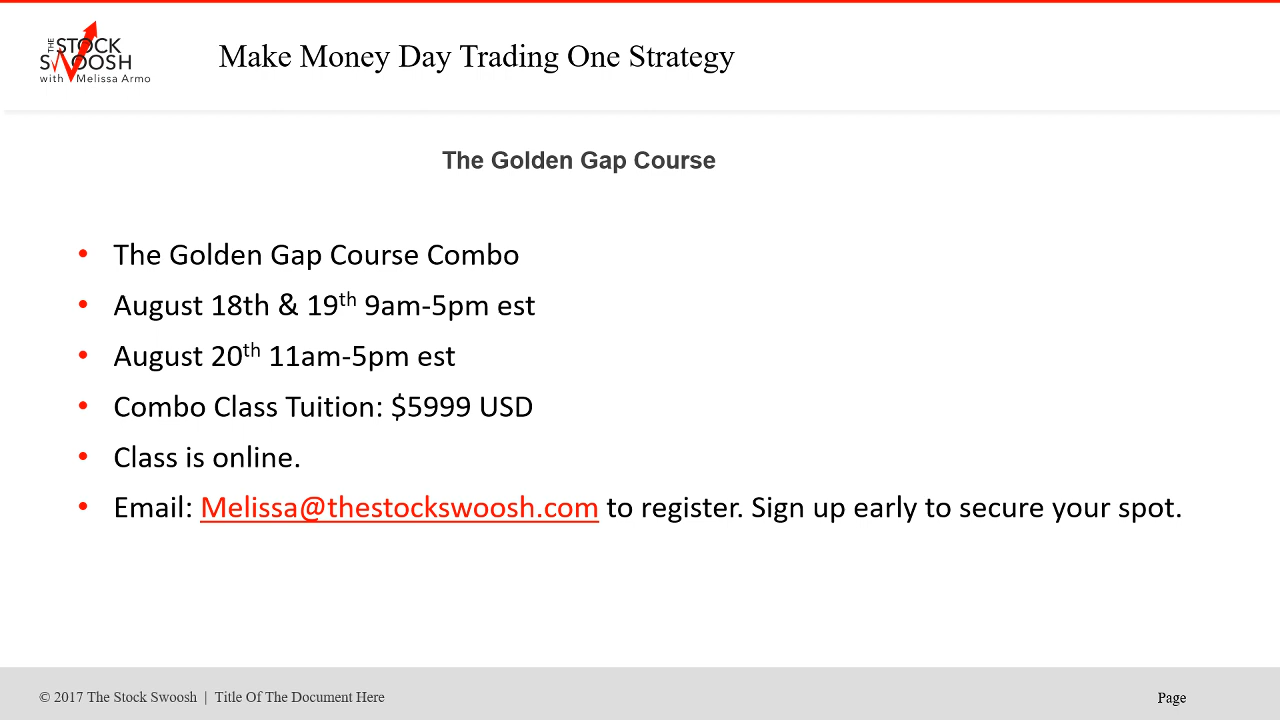 THE
STOCK
SWOOSH
with Melissa Armo
Make Money Day Trading One Strategy
The Golden Gap Course
• The Golden Gap Course Combo
• August 18th & 19th 9am-5pm est
• August 20th 11am-5pm est
• Combo Class Tuition: $5999 USD
• Class is online.
• Email: Melissa@thestockswoosh.com to register. Sign up early to secure your spot.
© 2017 The Stock Swoosh | Title Of The Document Here
Page